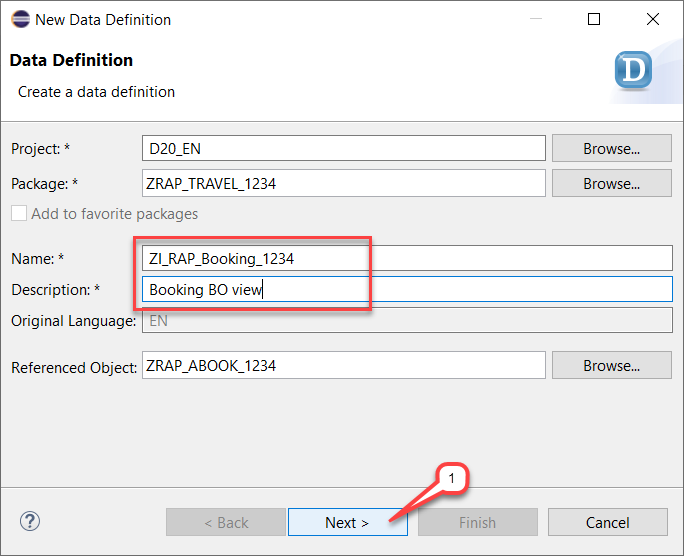 New Data Definition
Data Definition
Create a data definition
D
Project: * D20_EN Browse...
Package: * ZRAP_TRAVEL_1234 Browse...
Add to favorite packages
Name: * ZI_RAP_Booking_1234
Description: * Booking BO view
Original Language: EN
Referenced Object: ZRAP_ABOOK_1234 Browse...
1
? < Back Next > Finish Cancel